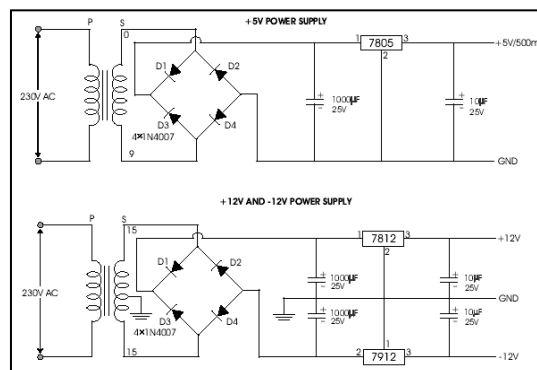 +5V POWER SUPPLY
P S
0
1 7805 3
+5V/500m
D1 D2
2
230V AC
1000µF
25V
10µF
25V
D3 D4
4×1N4007
9
GND
+12V AND -12V POWER SUPPLY
P S
15
1 7812 3
+12V
D1 D2
2
1000µF
25V
10µF
25V
230V AC
GND
D3 D4
1000µF
25V
10µF
25V
4×1N4007
1
15
2 7912 3
-12V